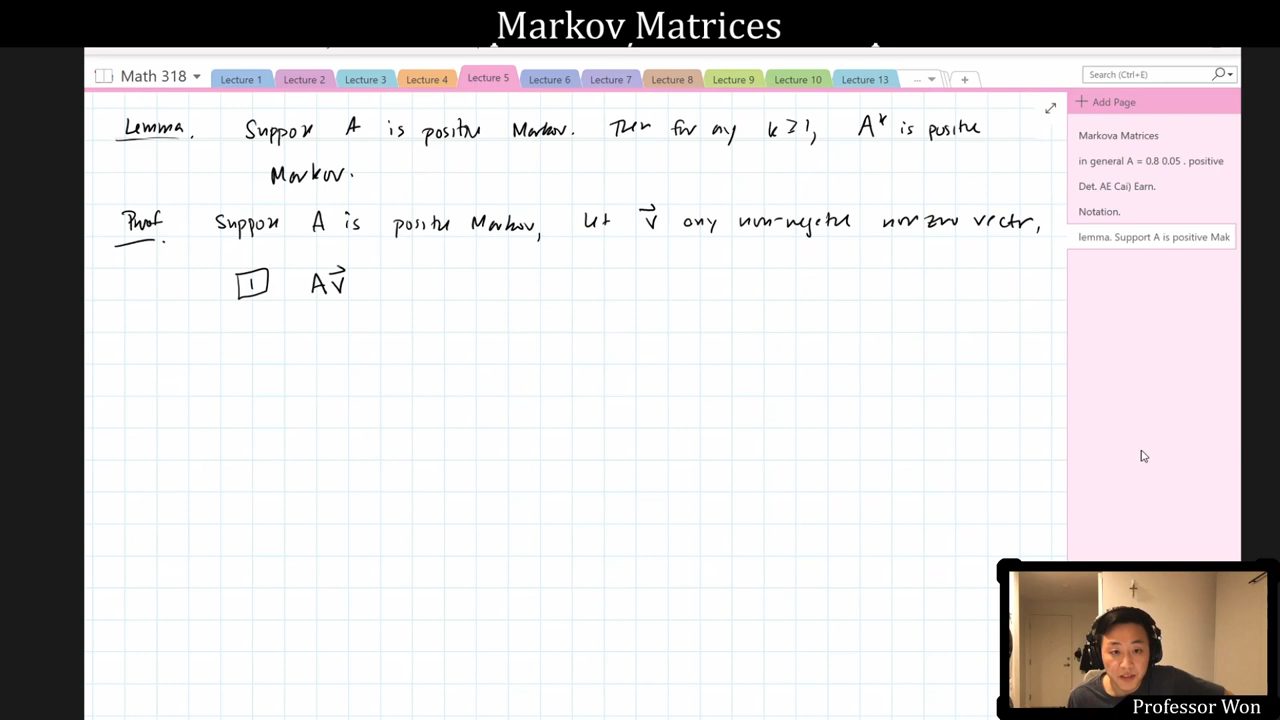 Markov Matrices
Math 318
Lecture 1
Lecture 2
Lecture 3
Lecture 4
Lecture 5
Lecture 6
Lecture 7
Lecture 8
Lecture 9
Lecture 10
Lecture 13
...
Search (Ctrl+E)
Add Page
Markova Matrices
in general A = 0.8 0.05 . positive
Det. AE Cai) Earn.
Notation.
lemma. Support A is positive Mak
Lemma. Suppose A is positive Markov. Then for any k ≥ 1, Aᵏ is positive
Markov.
Proof. Suppose A is positive Markov, let v⃗ any non-negative nonzero vector,
1 Av⃗
Professor Won